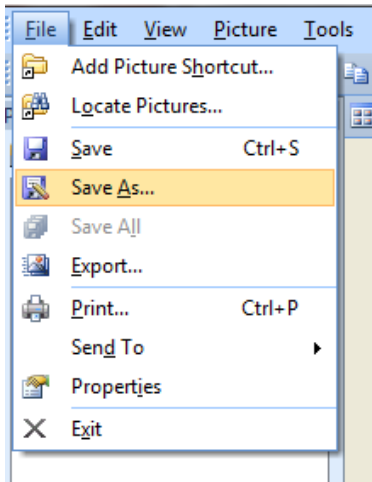 File Edit View Picture Tools
Add Picture Shortcut...
Locate Pictures...
Save Ctrl+S
Save As...
Save All
Export...
Print... Ctrl+P
Send To
Properties
Exit